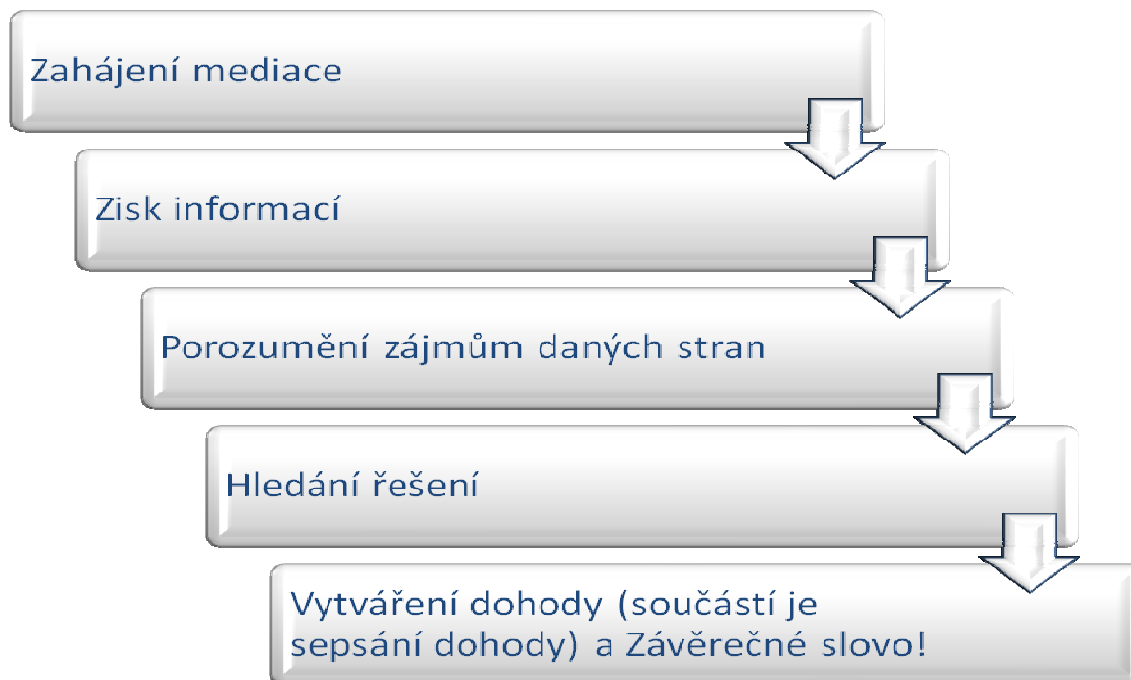 Zahájení mediace
Zisk informací
Porozumění zájmům daných stran
Hledání řešení
Vytváření dohody (součástí je
sepsání dohody) a Závěrečné slovo!